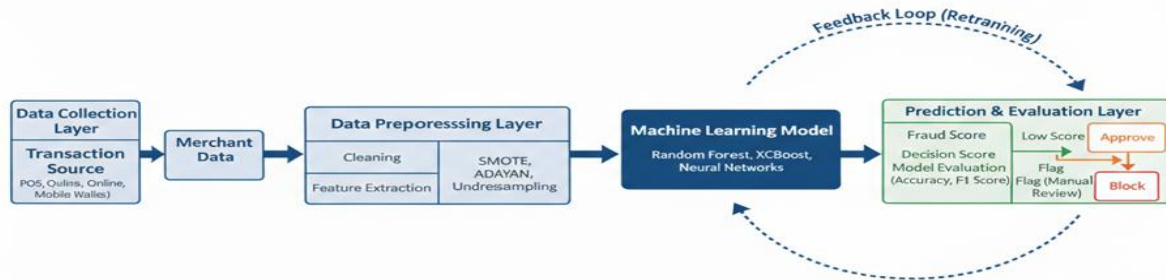 Feedback Loop (Retranning)
Data Collection
Layer
Transaction
Source
POS, Quliss, Online,
Mobile Walles)
Merchant
Data
Data Preporesssing Layer
Cleaning
Feature Extraction
SMOTE,
ADAYAN,
Undresampling
Machine Learning Model
Random Forest, XCBoost,
Neural Networks
Prediction & Evaluation Layer
Fraud Score
Decision Score
Model Evaluation
(Accuracy, F1 Score)
Low Score
Approve
Flag
Flag (Manual
Review)
Block